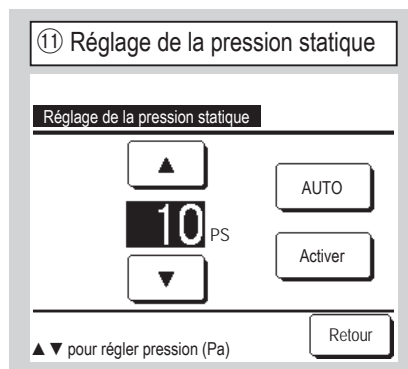 ⑪ Réglage de la pression statique
Réglage de la pression statique
▲
AUTO
10 PS
Activer
▼
Retour
▲ ▼ pour régler pression (Pa)